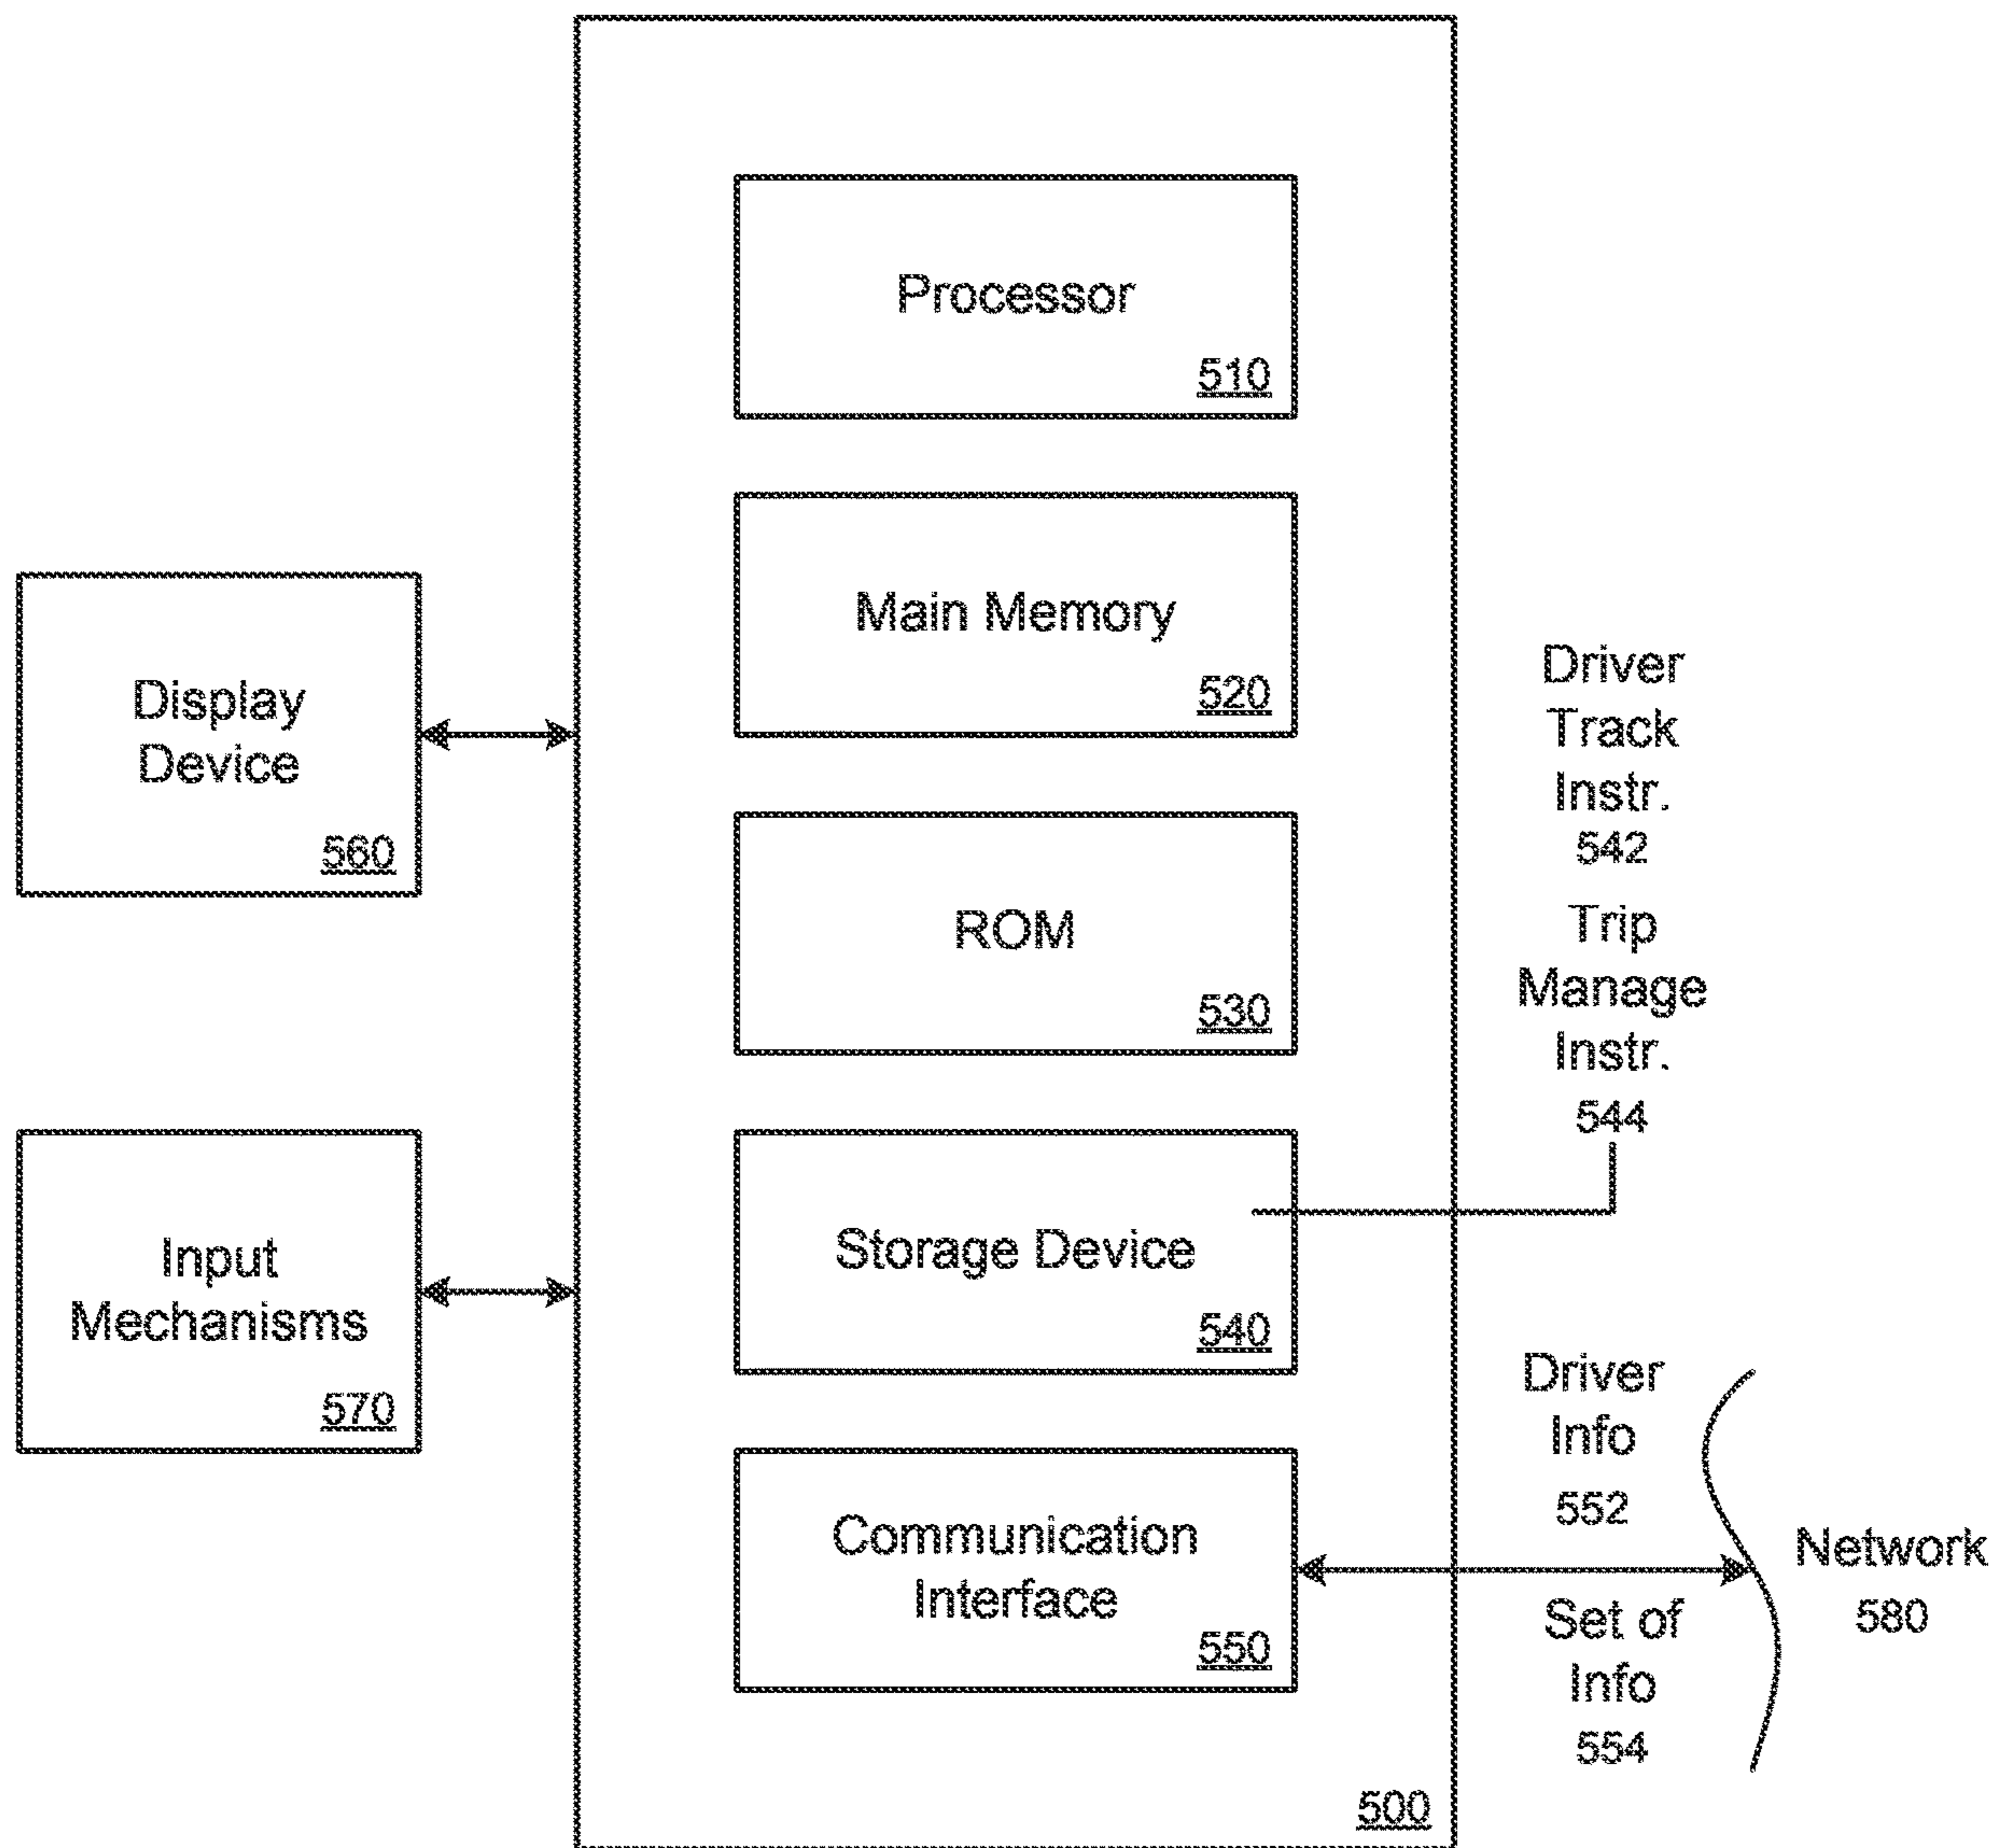 Processor
510
Main Memory
520
Display
Device
560
ROM
530
Driver
Track
Instr.
542
Trip
Manage
Instr.
544
Input
Mechanisms
570
Storage Device
540
Communication
Interface
550
Driver
Info
552
Set of
Info
554
Network
580
500